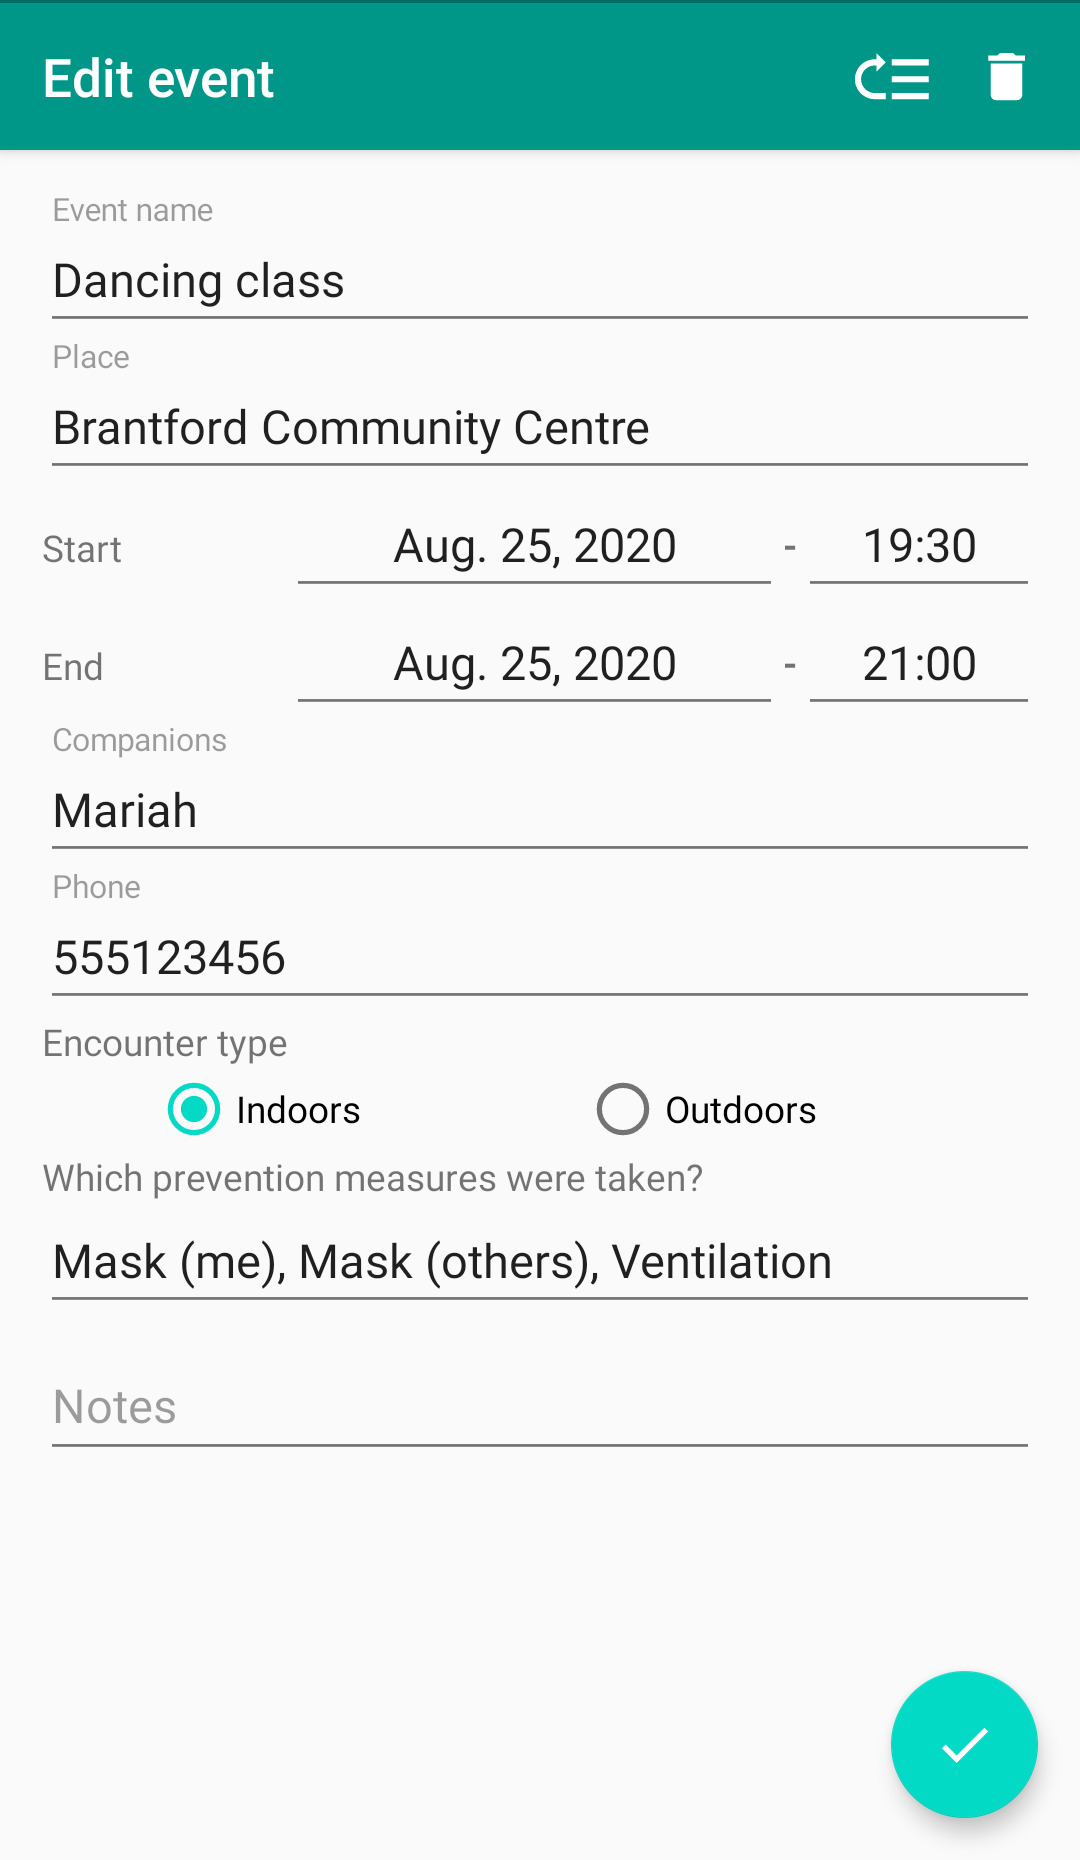 Edit event
Event name
Dancing class
Place
Brantford Community Centre
Start Aug. 25, 2020 - 19:30
End Aug. 25, 2020 - 21:00
Companions
Mariah
Phone
555123456
Encounter type
Indoors Outdoors
Which prevention measures were taken?
Mask (me), Mask (others), Ventilation
Notes